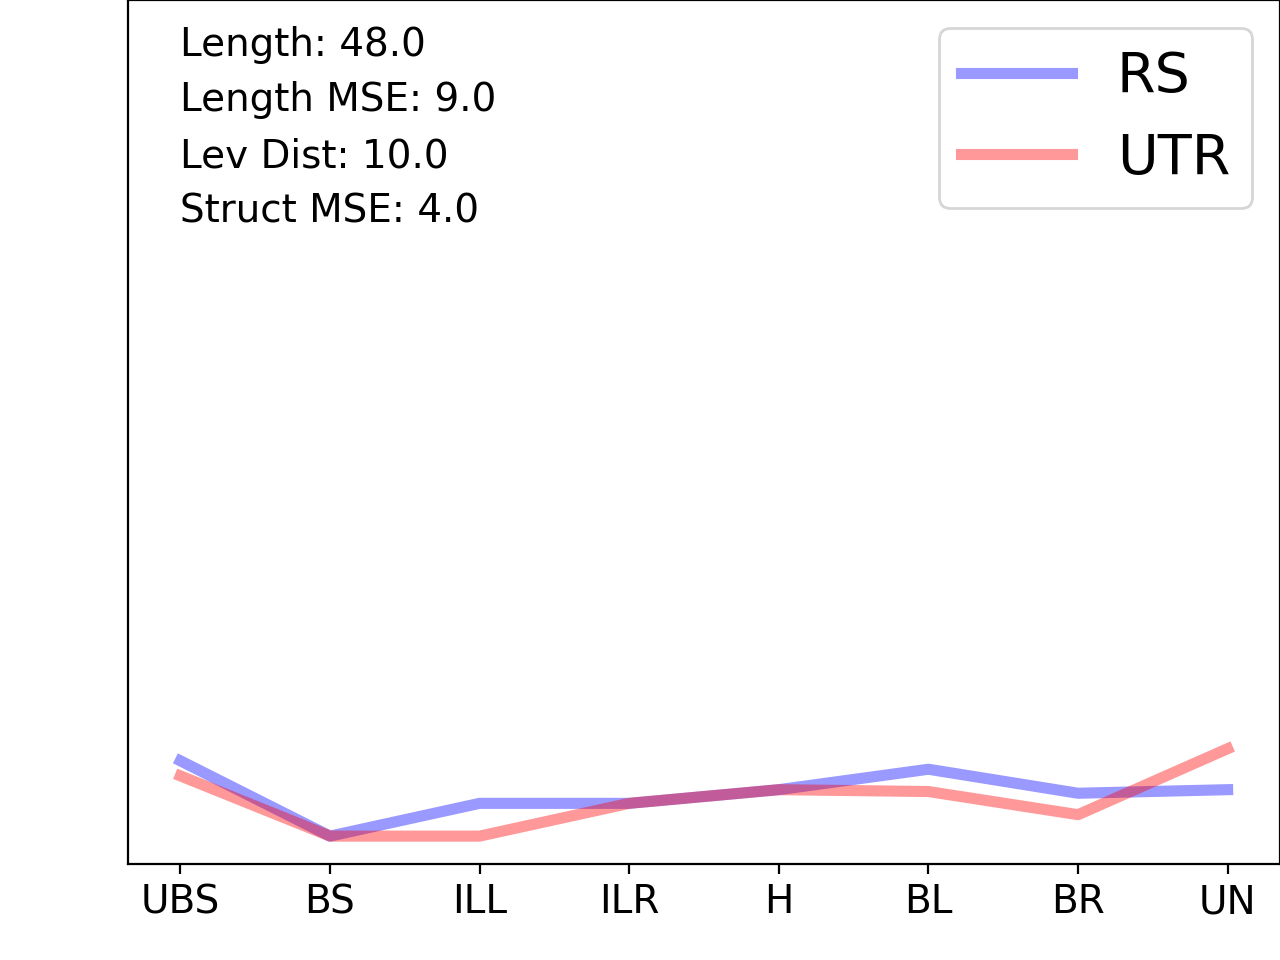 Length: 48.0
Length MSE: 9.0
Lev Dist: 10.0
Struct MSE: 4.0
RS
UTR
UBS BS ILL ILR H BL BR UN